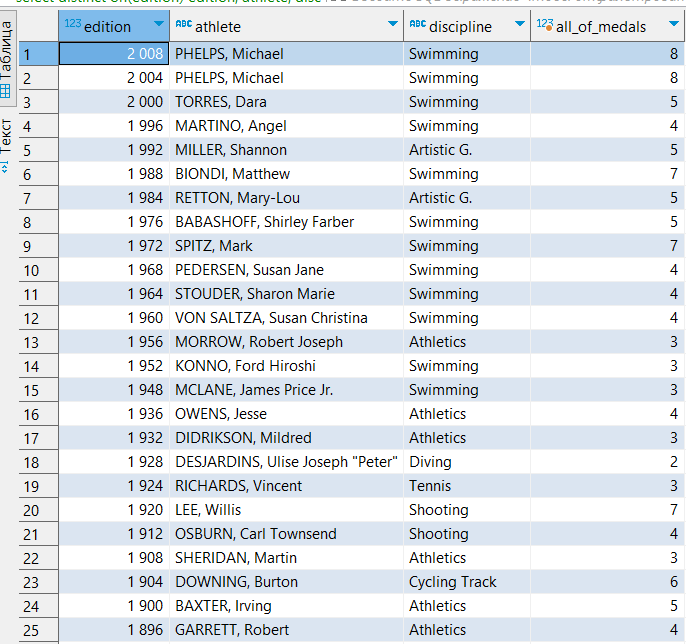 123 edition ABC athlete ABC discipline 123 all_of_medals
1 2 008 PHELPS, Michael Swimming 8
2 2 004 PHELPS, Michael Swimming 8
3 2 000 TORRES, Dara Swimming 5
4 1 996 MARTINO, Angel Swimming 4
5 1 992 MILLER, Shannon Artistic G. 5
6 1 988 BIONDI, Matthew Swimming 7
7 1 984 RETTON, Mary-Lou Artistic G. 5
8 1 976 BABASHOFF, Shirley Farber Swimming 5
9 1 972 SPITZ, Mark Swimming 7
10 1 968 PEDERSEN, Susan Jane Swimming 4
11 1 964 STOUDER, Sharon Marie Swimming 4
12 1 960 VON SALTZA, Susan Christina Swimming 4
13 1 956 MORROW, Robert Joseph Athletics 3
14 1 952 KONNO, Ford Hiroshi Swimming 3
15 1 948 MCLANE, James Price Jr. Swimming 3
16 1 936 OWENS, Jesse Athletics 4
17 1 932 DIDRIKSON, Mildred Athletics 3
18 1 928 DESJARDINS, Ulise Joseph "Peter" Diving 2
19 1 924 RICHARDS, Vincent Tennis 3
20 1 920 LEE, Willis Shooting 7
21 1 912 OSBURN, Carl Townsend Shooting 4
22 1 908 SHERIDAN, Martin Athletics 3
23 1 904 DOWNING, Burton Cycling Track 6
24 1 900 BAXTER, Irving Athletics 5
25 1 896 GARRETT, Robert Athletics 4
Таблица
Текст